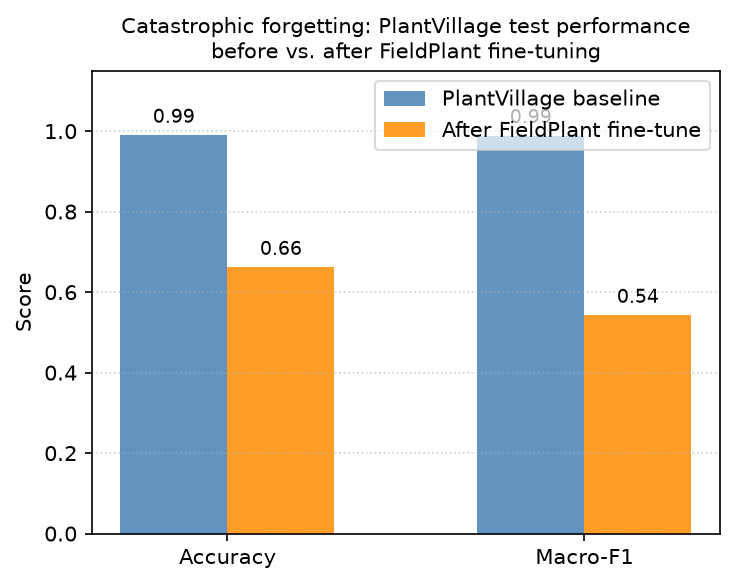 Catastrophic forgetting: PlantVillage test performance
before vs. after FieldPlant fine-tuning
PlantVillage baseline
After FieldPlant fine-tune
0.99
0.66
0.99
0.54
Score
1.0
0.8
0.6
0.4
0.2
0.0
Accuracy
Macro-F1